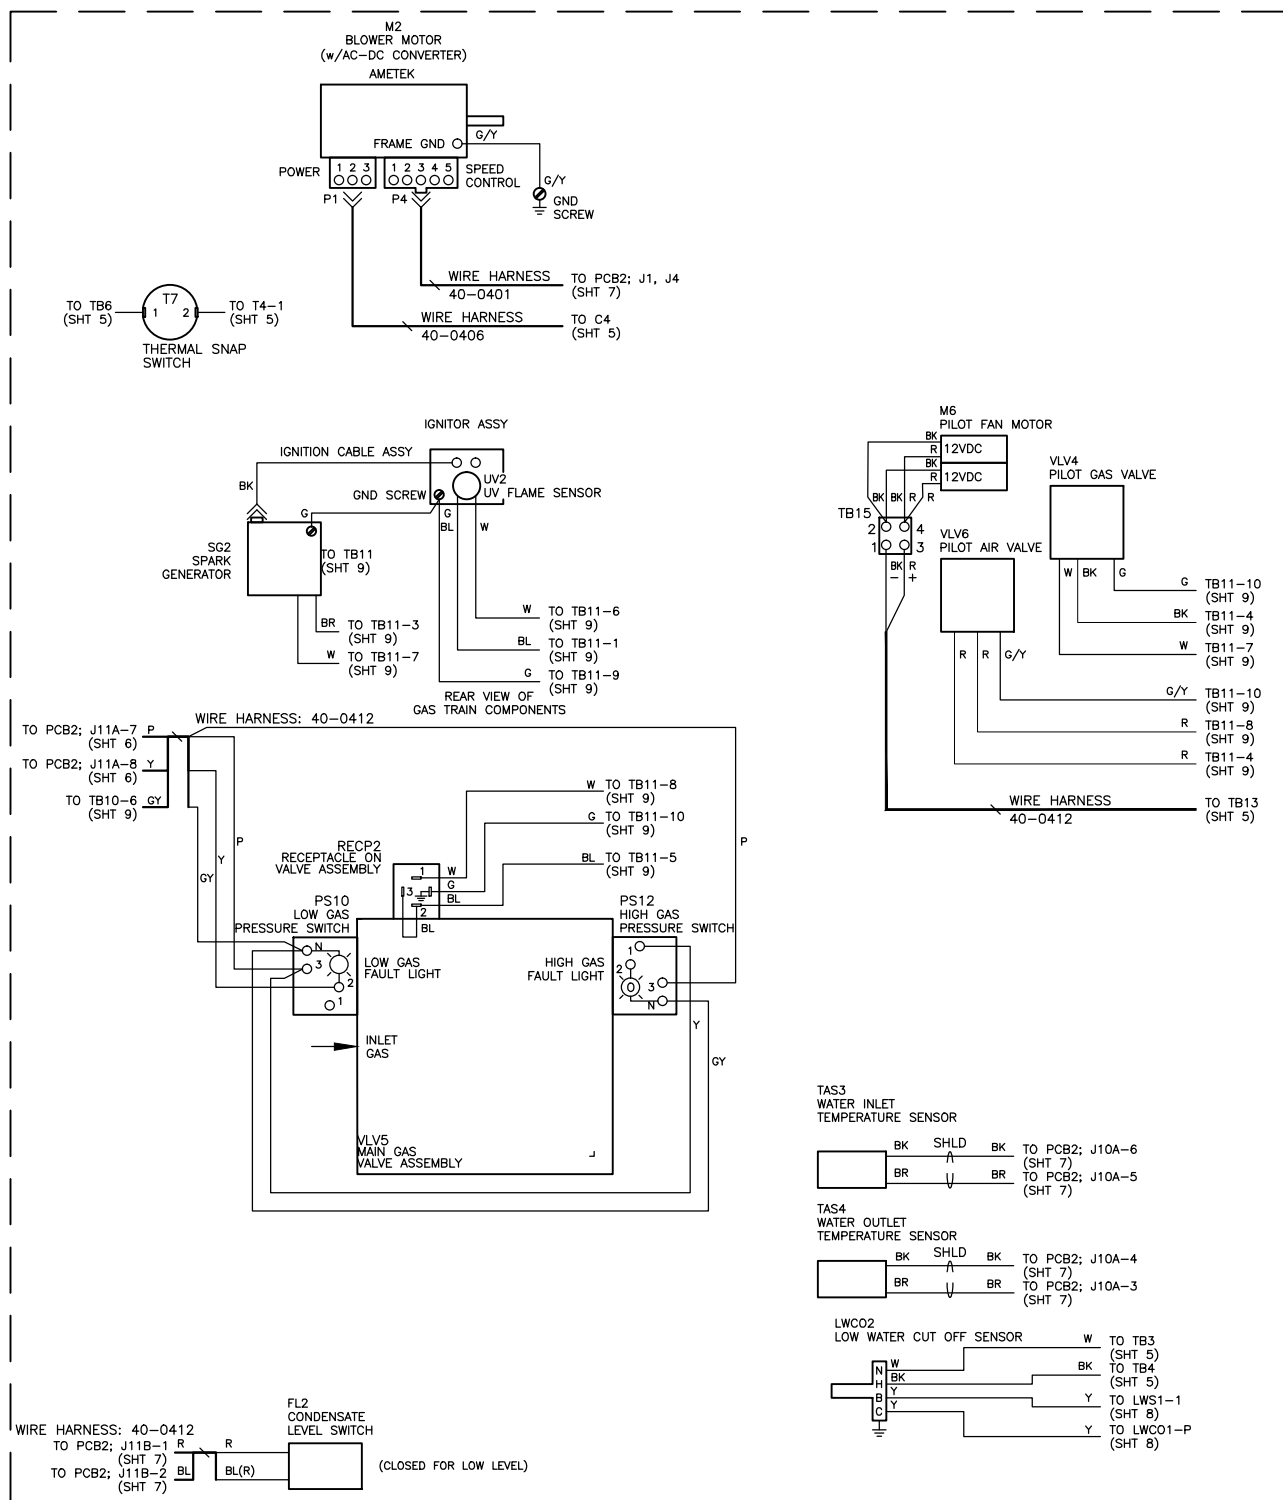 M2
BLOWER MOTOR
(w/AC-DC CONVERTER)
AMETEK
FRAME GND
G/Y
POWER
1 2 3
1 2 3 4 5
SPEED
CONTROL
P1
P4
G/Y
GND
SCREW
WIRE HARNESS
40-0401
TO PCB2; J1, J4
(SHT 7)
WIRE HARNESS
40-0406
TO C4
(SHT 5)
TO TB6
(SHT 5)
T7
1 2
TO T4-1
(SHT 5)
THERMAL SNAP
SWITCH
IGNITOR ASSY
IGNITION CABLE ASSY
BK
GND SCREW
UV2
UV FLAME SENSOR
G
G
BL
W
SG2
SPARK
GENERATOR
TO TB11
(SHT 9)
BR
TO TB11-3
(SHT 9)
W
TO TB11-7
(SHT 9)
W
TO TB11-6
(SHT 9)
BL
TO TB11-1
(SHT 9)
G
TO TB11-9
(SHT 9)
REAR VIEW OF
GAS TRAIN COMPONENTS
M6
PILOT FAN MOTOR
BK
R
12VDC
BK
R
12VDC
BK BK R R
TB15
2 4
1 3
BK R
- +
VLV4
PILOT GAS VALVE
W BK G
VLV6
PILOT AIR VALVE
R R G/Y
G
TB11-10
(SHT 9)
BK
TB11-4
(SHT 9)
W
TB11-7
(SHT 9)
G/Y
TB11-10
(SHT 9)
R
TB11-8
(SHT 9)
R
TB11-4
(SHT 9)
WIRE HARNESS
40-0412
TO TB13
(SHT 5)
WIRE HARNESS: 40-0412
TO PCB2; J11A-7
(SHT 6)
P
TO PCB2; J11A-8
(SHT 6)
Y
TO TB10-6
(SHT 9)
GY
P
Y
GY
P
RECP2
RECEPTACLE ON
VALVE ASSEMBLY
1
3
2
W
G
BL
BL
W
TO TB11-8
(SHT 9)
G
TO TB11-10
(SHT 9)
BL
TO TB11-5
(SHT 9)
PS10
LOW GAS
PRESSURE SWITCH
N
3
2
1
LOW GAS
FAULT LIGHT
PS12
HIGH GAS
PRESSURE SWITCH
HIGH GAS
FAULT LIGHT
1
2
3
N
Y
GY
INLET
GAS
VLV5
MAIN GAS
VALVE ASSEMBLY
TAS3
WATER INLET
TEMPERATURE SENSOR
BK SHLD BK
TO PCB2; J10A-6
(SHT 7)
BR BR
TO PCB2; J10A-5
(SHT 7)
TAS4
WATER OUTLET
TEMPERATURE SENSOR
BK SHLD BK
TO PCB2; J10A-4
(SHT 7)
BR BR
TO PCB2; J10A-3
(SHT 7)
LWCO2
LOW WATER CUT OFF SENSOR
N W
H BK
B Y
C Y
W
TO TB3
(SHT 5)
BK
TO TB4
(SHT 5)
Y
TO LWS1-1
(SHT 8)
Y
TO LWCO1-P
(SHT 8)
FL2
CONDENSATE
LEVEL SWITCH
WIRE HARNESS: 40-0412
TO PCB2; J11B-1
(SHT 7)
R R
TO PCB2; J11B-2
(SHT 7)
BL BL(R)
(CLOSED FOR LOW LEVEL)